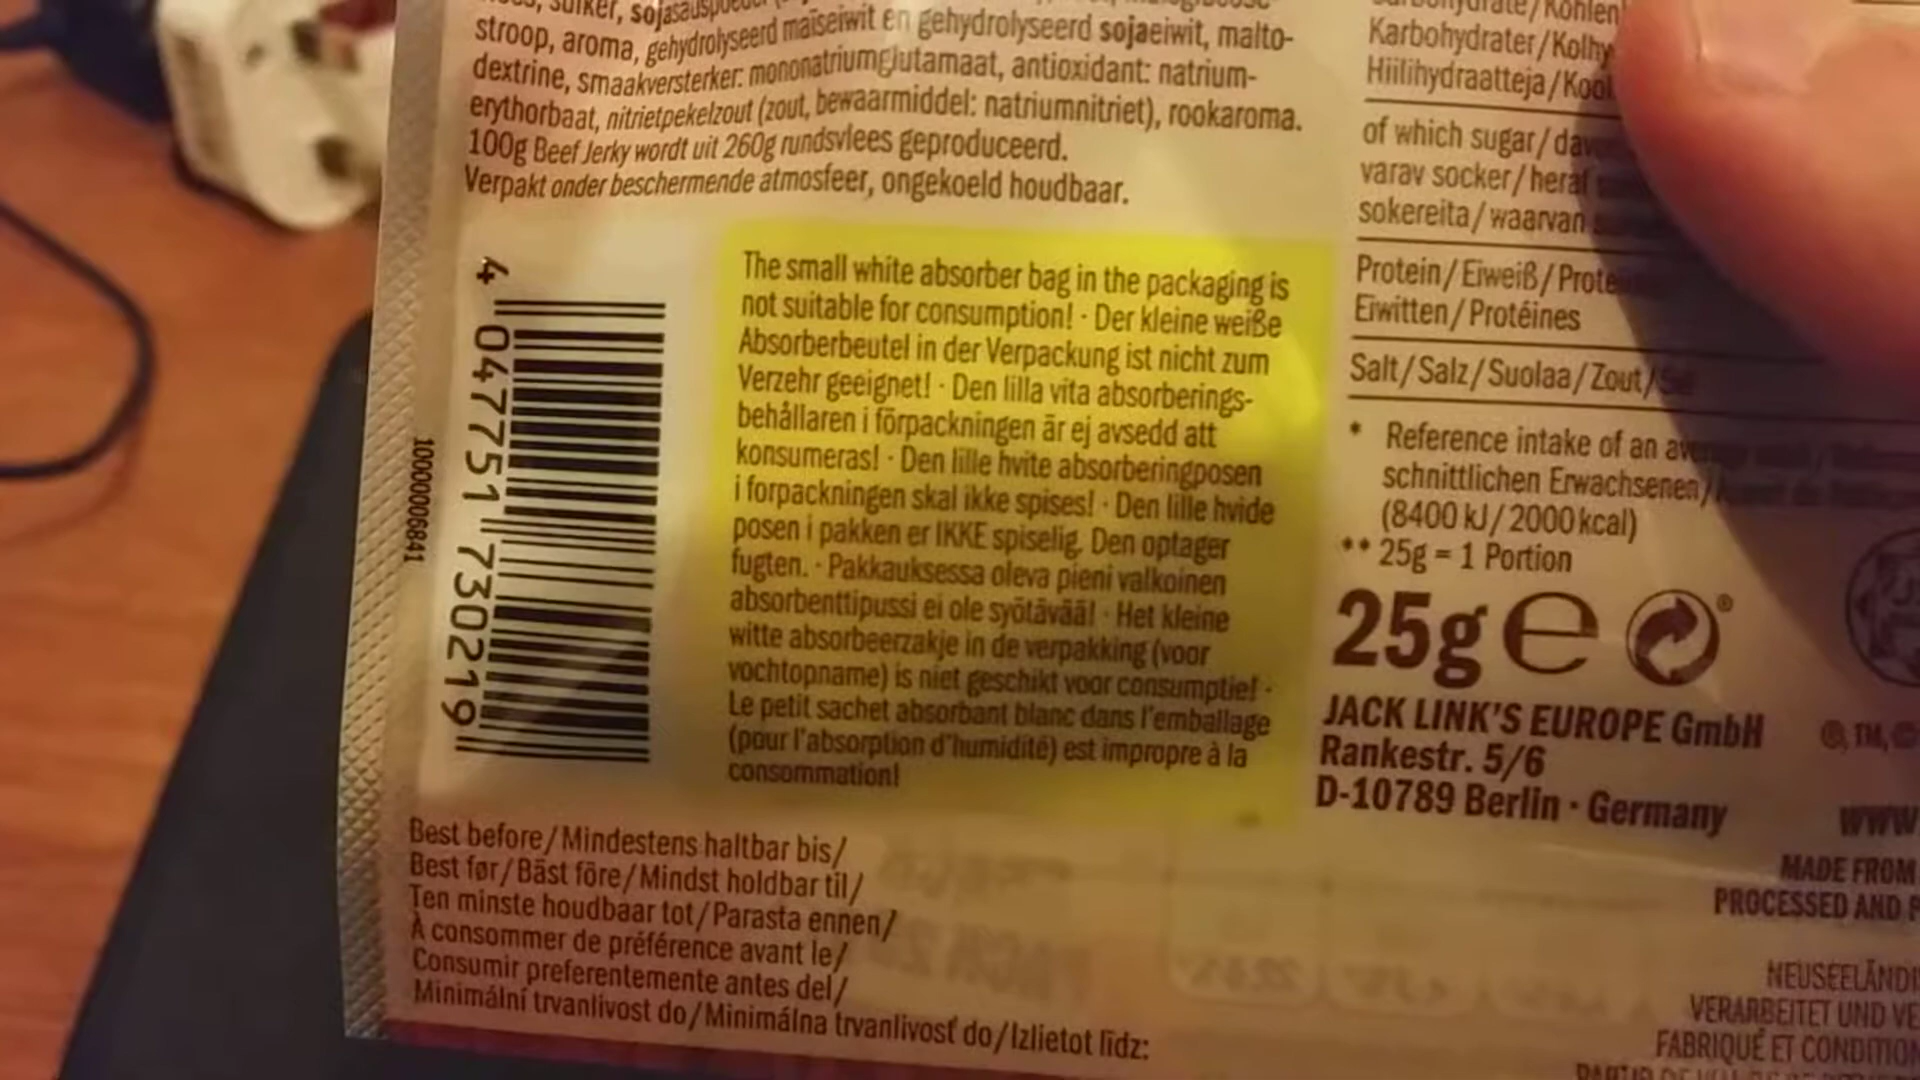 stroop, aroma, gehydrolyseerd maïseiwit en gehydrolyseerd sojaeiwit, malto-
dextrine, smaakversterker: mononatriumglutamaat, antioxidant: natrium-
erythorbaat, nitrietpekelzout (zout, bewaarmiddel: natriumnitriet), rookaroma.
100g Beef Jerky wordt uit 260g rundsvlees geproduceerd.
Verpakt onder beschermende atmosfeer, ongekoeld houdbaar.
4 047751 730219
1000006841
The small white absorber bag in the packaging is
not suitable for consumption! · Der kleine weiße
Absorberbeutel in der Verpackung ist nicht zum
Verzehr geeignet! · Den lilla vita absorberings-
behållaren i förpackningen är ej avsedd att
konsumeras! · Den lille hvite absorberingposen
i forpackningen skal ikke spises! · Den lille hvide
posen i pakken er IKKE spiselig. Den optager
fugten. · Pakkauksessa oleva pieni valkoinen
absorbenttipussi ei ole syötävää! · Het kleine
witte absorbeerzakje in de verpakking (voor
vochtopname) is niet geschikt voor consumptie! ·
Le petit sachet absorbant blanc dans l'emballage
(pour l'absorption d'humidité) est impropre à la
consommation!
Best before/Mindestens haltbar bis/
Best før/Bäst före/Mindst holdbar til/
Ten minste houdbaar tot/Parasta ennen/
À consommer de préférence avant le/
Consumir preferentemente antes del/
Minimální trvanlivost do/Minimálna trvanlivosť do/Izlietot līdz:
Karbohydrater/Kolhy
Hiilihydraatteja/Kool
of which sugar/
varav socker/
sokereita/waarvan
Protein/Eiweiß/Prote
Eiwitten/Protéines
Salt/Salz/Suolaa/Zout/
* Reference intake of an
schnittlichen Erwachsenen/
(8400 kJ/2000 kcal)
** 25g = 1 Portion
25g e ®
JACK LINK'S EUROPE GmbH
Rankestr. 5/6
D-10789 Berlin · Germany
®, TM, ©
WWW
MADE FROM
PROCESSED AND
NEUSEELÄNDI
VERARBEITET UND VE
FABRIQUÉ ET CONDITION